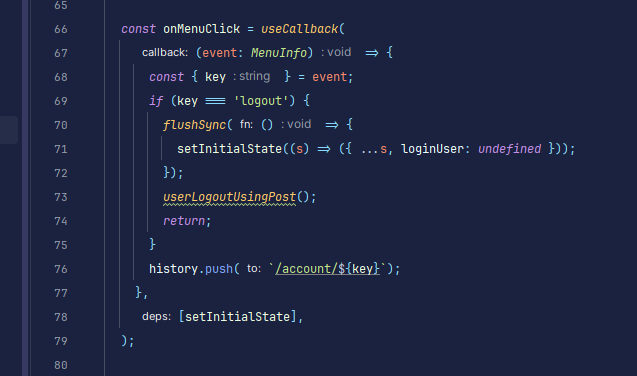 65
66 const onMenuClick = useCallback(
67 callback: (event: MenuInfo) : void => {
68 const { key : string } = event;
69 if (key === 'logout') {
70 flushSync( fn: () : void => {
71 setInitialState((s) => ({ ...s, loginUser: undefined }));
72 });
73 userLogoutUsingPost();
74 return;
75 }
76 history.push( to: `/account/${key}`);
77 },
78 deps: [setInitialState],
79 );
80